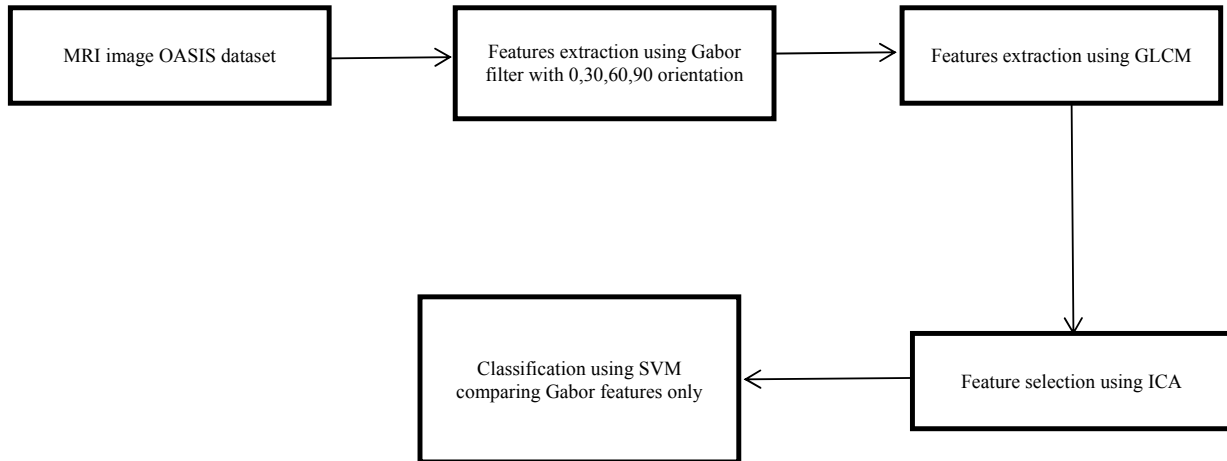 MRI image OASIS dataset
Features extraction using Gabor
filter with 0,30,60,90 orientation
Features extraction using GLCM
Feature selection using ICA
Classification using SVM
comparing Gabor features only